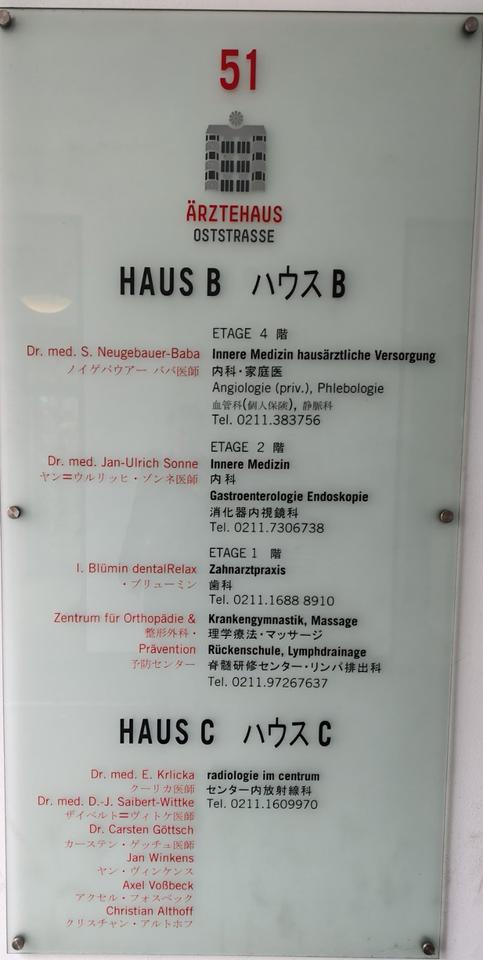 51
ÄRZTEHAUS
OSTSTRASSE
HAUS B ハウス B
ETAGE 4 階
Dr. med. S. Neugebauer-Baba Innere Medizin hausärztliche Versorgung
ノイゲバウアー ババ医師 内科・家庭医
Angiologie (priv.), Phlebologie
血管科(個人保険), 静脈科
Tel. 0211.383756
ETAGE 2 階
Dr. med. Jan-Ulrich Sonne Innere Medizin
ヤン=ウルリッヒ・ゾンネ医師 内科
Gastroenterologie Endoskopie
消化器内視鏡科
Tel. 0211.7306738
ETAGE 1 階
I. Blümin dentalRelax Zahnarztpraxis
・ブリューミン 歯科
Tel. 0211.1688 8910
Zentrum für Orthopädie & Krankengymnastik, Massage
整形外科・ 理学療法・マッサージ
Prävention Rückenschule, Lymphdrainage
予防センター 脊髄研修センター・リンパ排出科
Tel. 0211.97267637
HAUS C ハウス C
Dr. med. E. Krlicka radiologie im centrum
クーリカ医師 センター内放射線科
Dr. med. D.-J. Saibert-Wittke Tel. 0211.1609970
ザイベルト=ヴィトケ医師
Dr. Carsten Göttsch
カーステン・ゲッチュ医師
Jan Winkens
ヤン・ヴィンケンス
Axel Voßbeck
アクセル・フォスベック
Christian Althoff
クリスチャン・アルトホフ